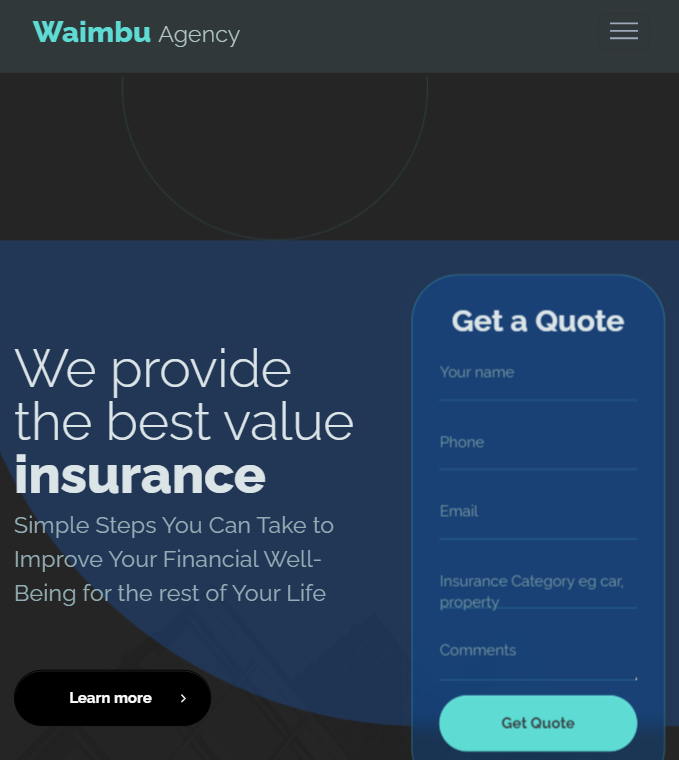 Waimbu Agency
We provide
the best value
insurance
Simple Steps You Can Take to
Improve Your Financial Well-
Being for the rest of Your Life
Learn more
Get a Quote
Your name
Phone
Email
Insurance Category eg car,
property
Comments
Get Quote